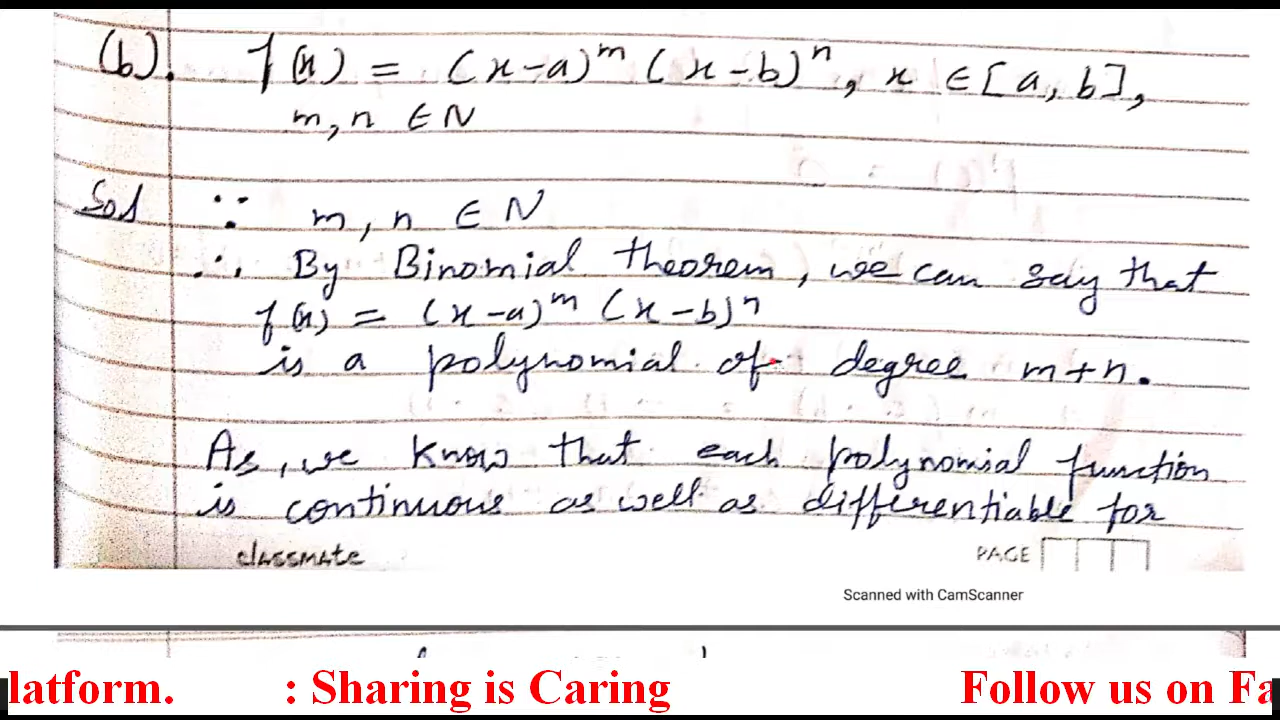 (b). f(x) = (x-a)^m (x-b)^n, x ∈ [a, b],
m, n ∈ N
Sol ∵ m, n ∈ N
∴ By Binomial theorem, we can say that
f(x) = (x-a)^m (x-b)^n
is a polynomial of degree m+n.
As, we know that each polynomial function
is continuous as well as differentiable for
classmate PAGE
Scanned with CamScanner
latform. : Sharing is Caring Follow us on Fa